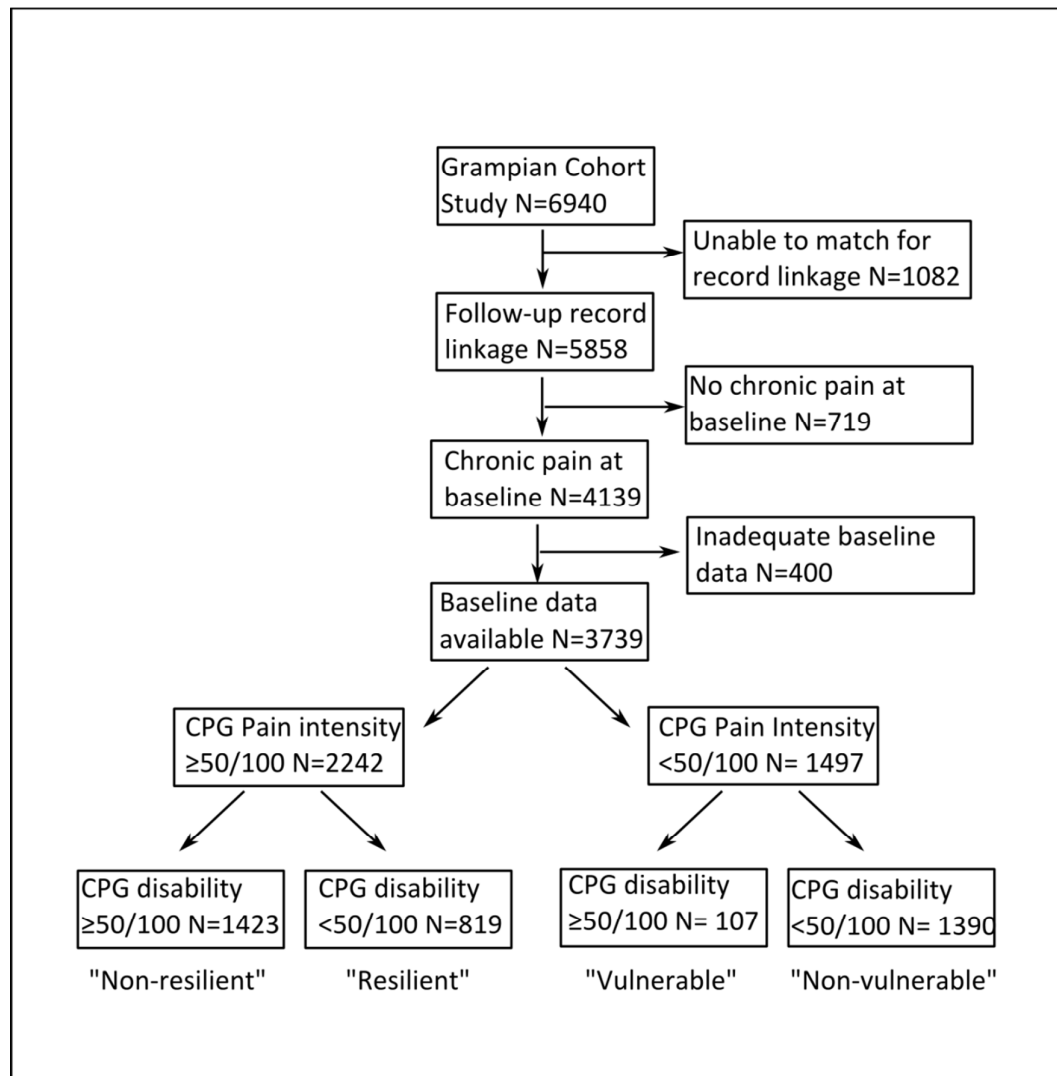 Grampian Cohort
Study N=6940
Unable to match for
record linkage N=1082
Follow-up record
linkage N=5858
No chronic pain at
baseline N=719
Chronic pain at
baseline N=4139
Inadequate baseline
data N=400
Baseline data
available N=3739
CPG Pain intensity
≥50/100 N=2242
CPG Pain Intensity
<50/100 N= 1497
CPG disability
≥50/100 N=1423
CPG disability
<50/100 N=819
CPG disability
≥50/100 N= 107
CPG disability
<50/100 N= 1390
"Non-resilient"
"Resilient"
"Vulnerable"
"Non-vulnerable"